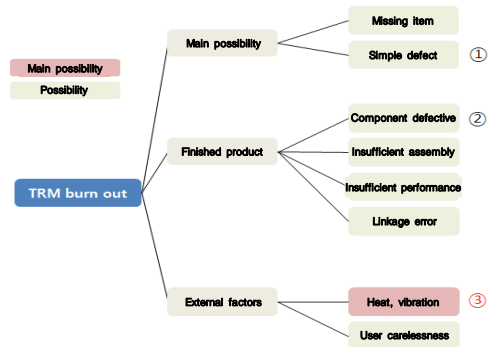 Main possibility
Possibility
TRM burn out
Main possibility
Missing item
Simple defect ①
Finished product
Component defective ②
Insufficient assembly
Insufficient performance
Linkage error
External factors
Heat, vibration ③
User carelessness